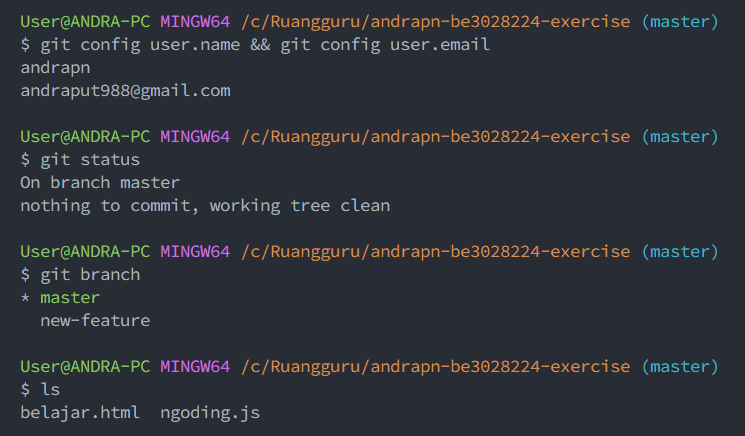 User@ANDRA-PC MINGW64 /c/Ruangguru/andrapn-be3028224-exercise (master)
$ git config user.name && git config user.email
andrapn
andraput988@gmail.com
User@ANDRA-PC MINGW64 /c/Ruangguru/andrapn-be3028224-exercise (master)
$ git status
On branch master
nothing to commit, working tree clean
User@ANDRA-PC MINGW64 /c/Ruangguru/andrapn-be3028224-exercise (master)
$ git branch
* master
  new-feature
User@ANDRA-PC MINGW64 /c/Ruangguru/andrapn-be3028224-exercise (master)
$ ls
belajar.html  ngoding.js